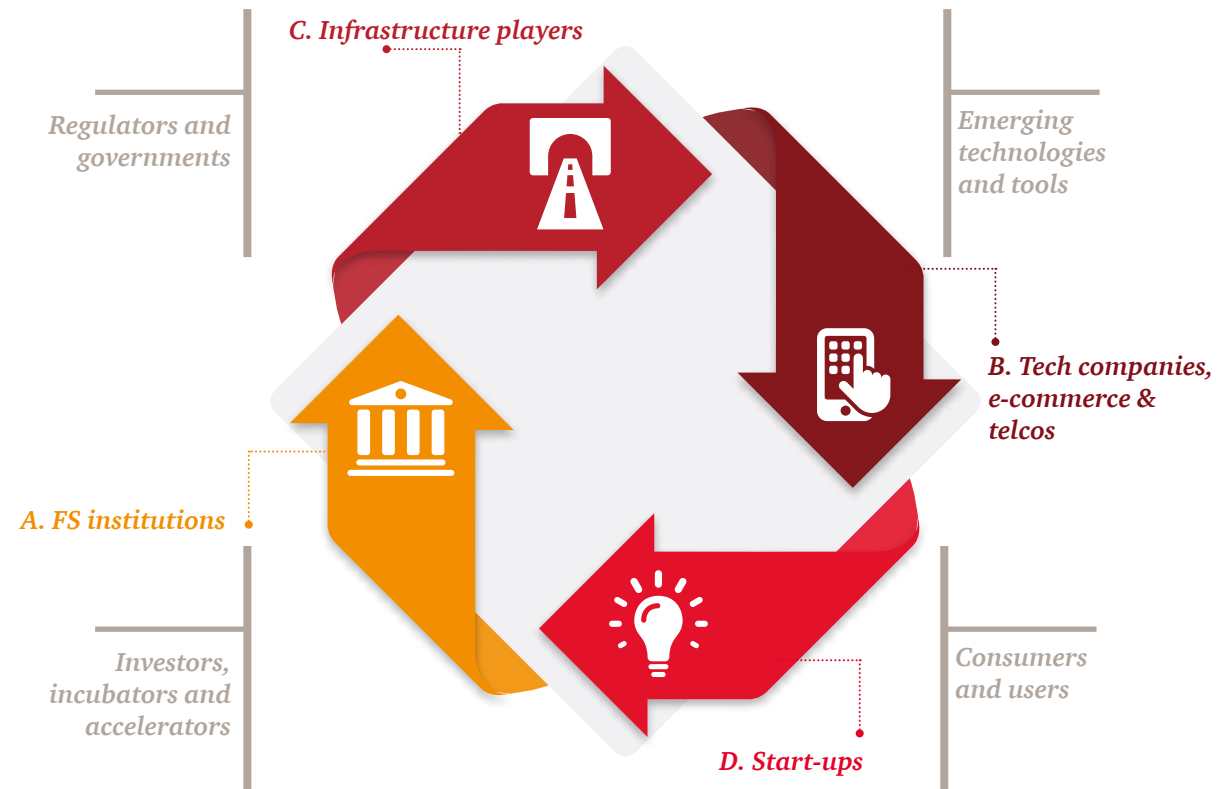 C. Infrastructure players
Regulators and
governments
Emerging
technologies
and tools
B. Tech companies,
e-commerce &
telcos
A. FS institutions
Investors,
incubators and
accelerators
Consumers
and users
D. Start-ups